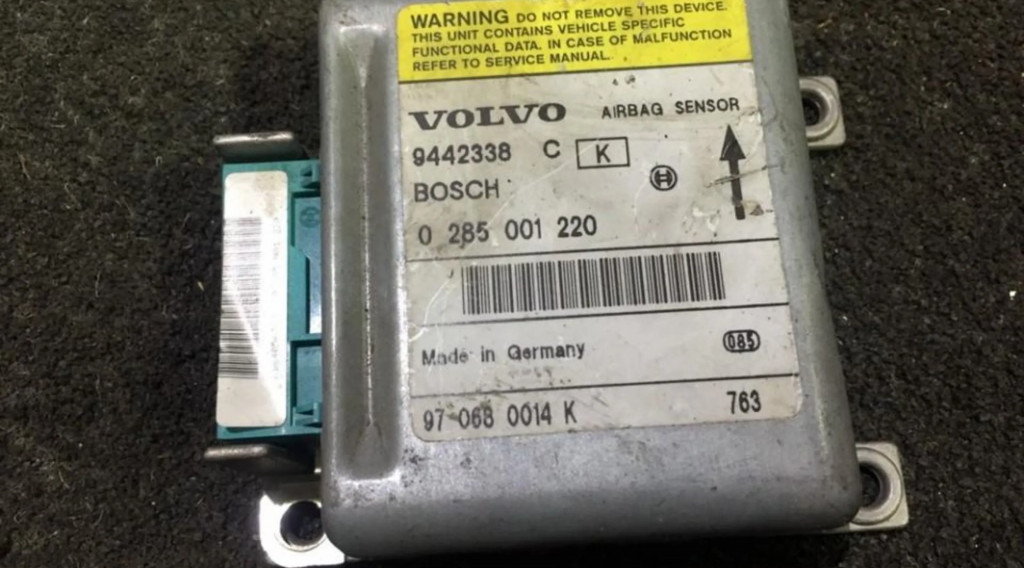 WARNING DO NOT REMOVE THIS DEVICE.
THIS UNIT CONTAINS VEHICLE SPECIFIC
FUNCTIONAL DATA. IN CASE OF MALFUNCTION
REFER TO SERVICE MANUAL.
VOLVO AIRBAG SENSOR
9442338 C K
BOSCH
0 285 001 220
Made in Germany 085
97 068 0014 K 763